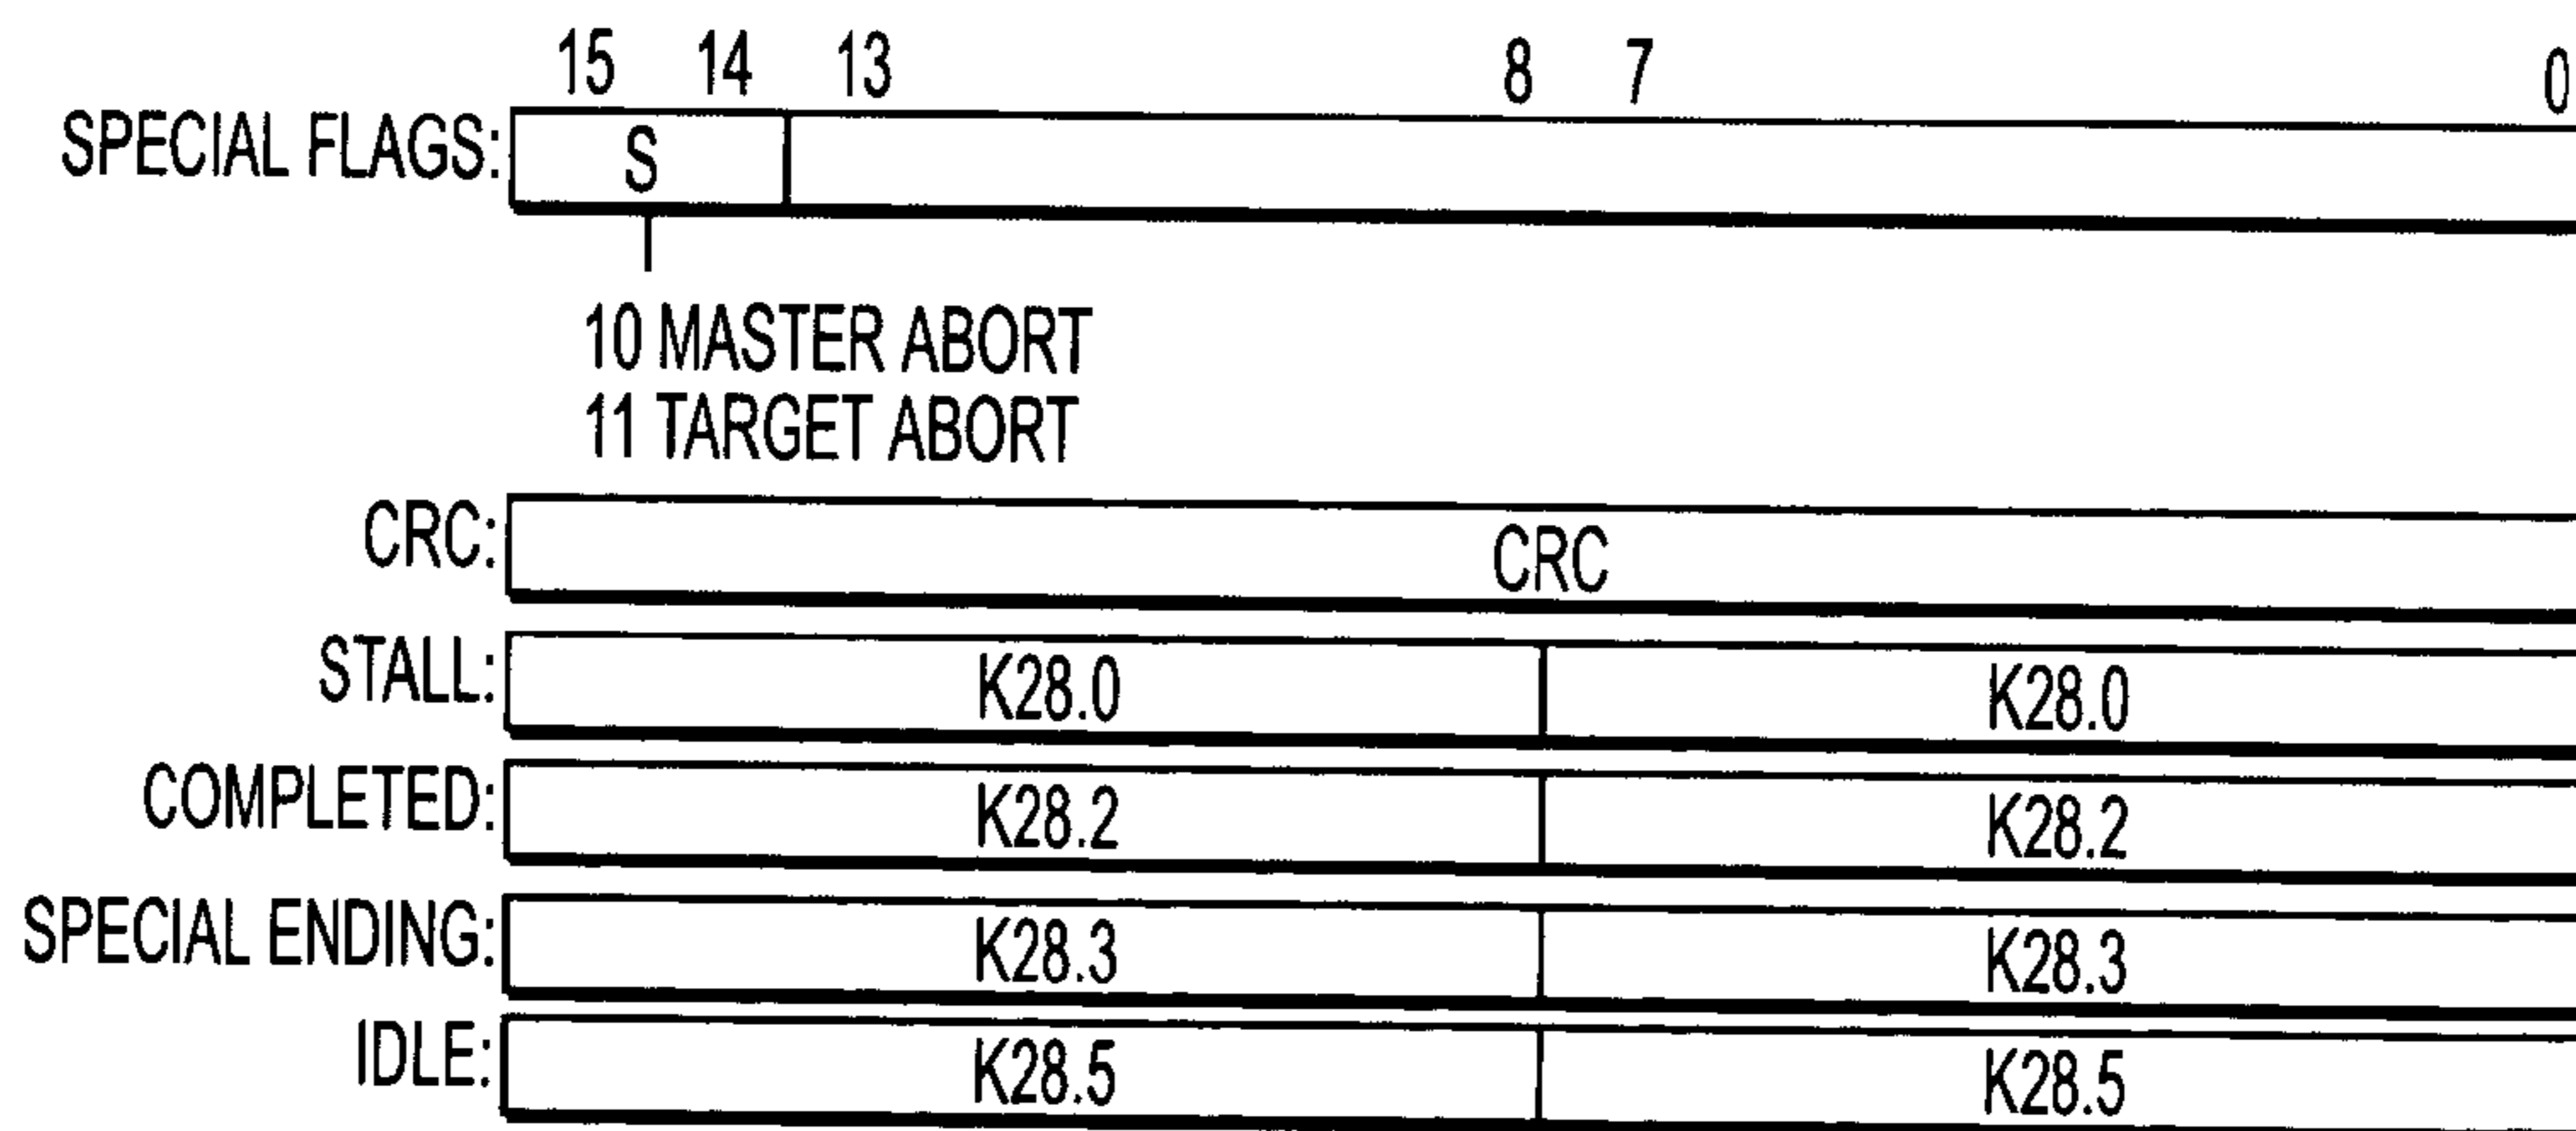 15 14 13 8 7 0
SPECIAL FLAGS: S
10 MASTER ABORT
11 TARGET ABORT
CRC: CRC
STALL: K28.0 K28.0
COMPLETED: K28.2 K28.2
SPECIAL ENDING: K28.3 K28.3
IDLE: K28.5 K28.5